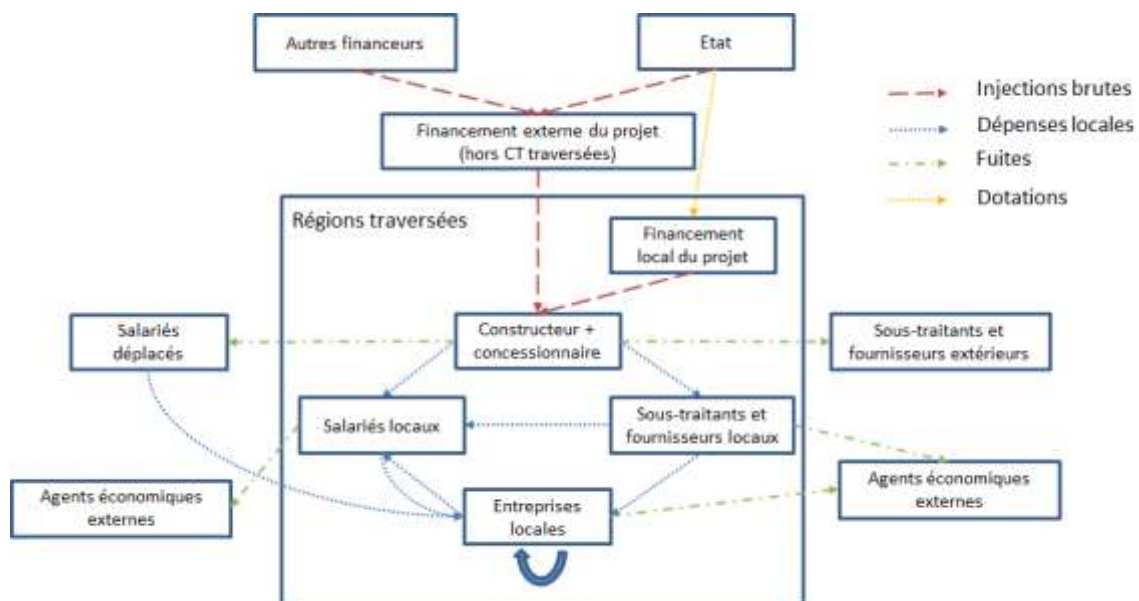 Autres financeurs
Etat
Injections brutes
Dépenses locales
Fuites
Dotations
Financement externe du projet
(hors CT traversées)
Régions traversées
Financement
local du projet
Salariés
déplacés
Constructeur +
concessionnaire
Sous-traitants et
fournisseurs extérieurs
Salariés locaux
Sous-traitants et
fournisseurs locaux
Agents économiques
externes
Entreprises
locales
Agents économiques
externes